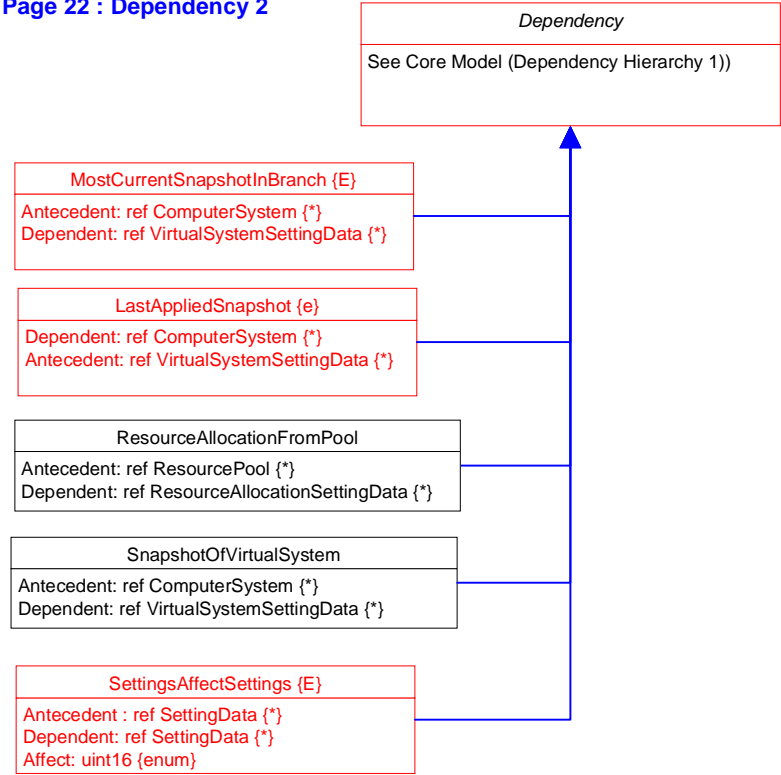 Page 22 : Dependency 2
Dependency
See Core Model (Dependency Hierarchy 1))
MostCurrentSnapshotInBranch {E}
Antecedent: ref ComputerSystem {*}
Dependent: ref VirtualSystemSettingData {*}
LastAppliedSnapshot {e}
Dependent: ref ComputerSystem {*}
Antecedent: ref VirtualSystemSettingData {*}
ResourceAllocationFromPool
Antecedent: ref ResourcePool {*}
Dependent: ref ResourceAllocationSettingData {*}
SnapshotOfVirtualSystem
Antecedent: ref ComputerSystem {*}
Dependent: ref VirtualSystemSettingData {*}
SettingsAffectSettings {E}
Antecedent : ref SettingData {*}
Dependent: ref SettingData {*}
Affect: uint16 {enum}